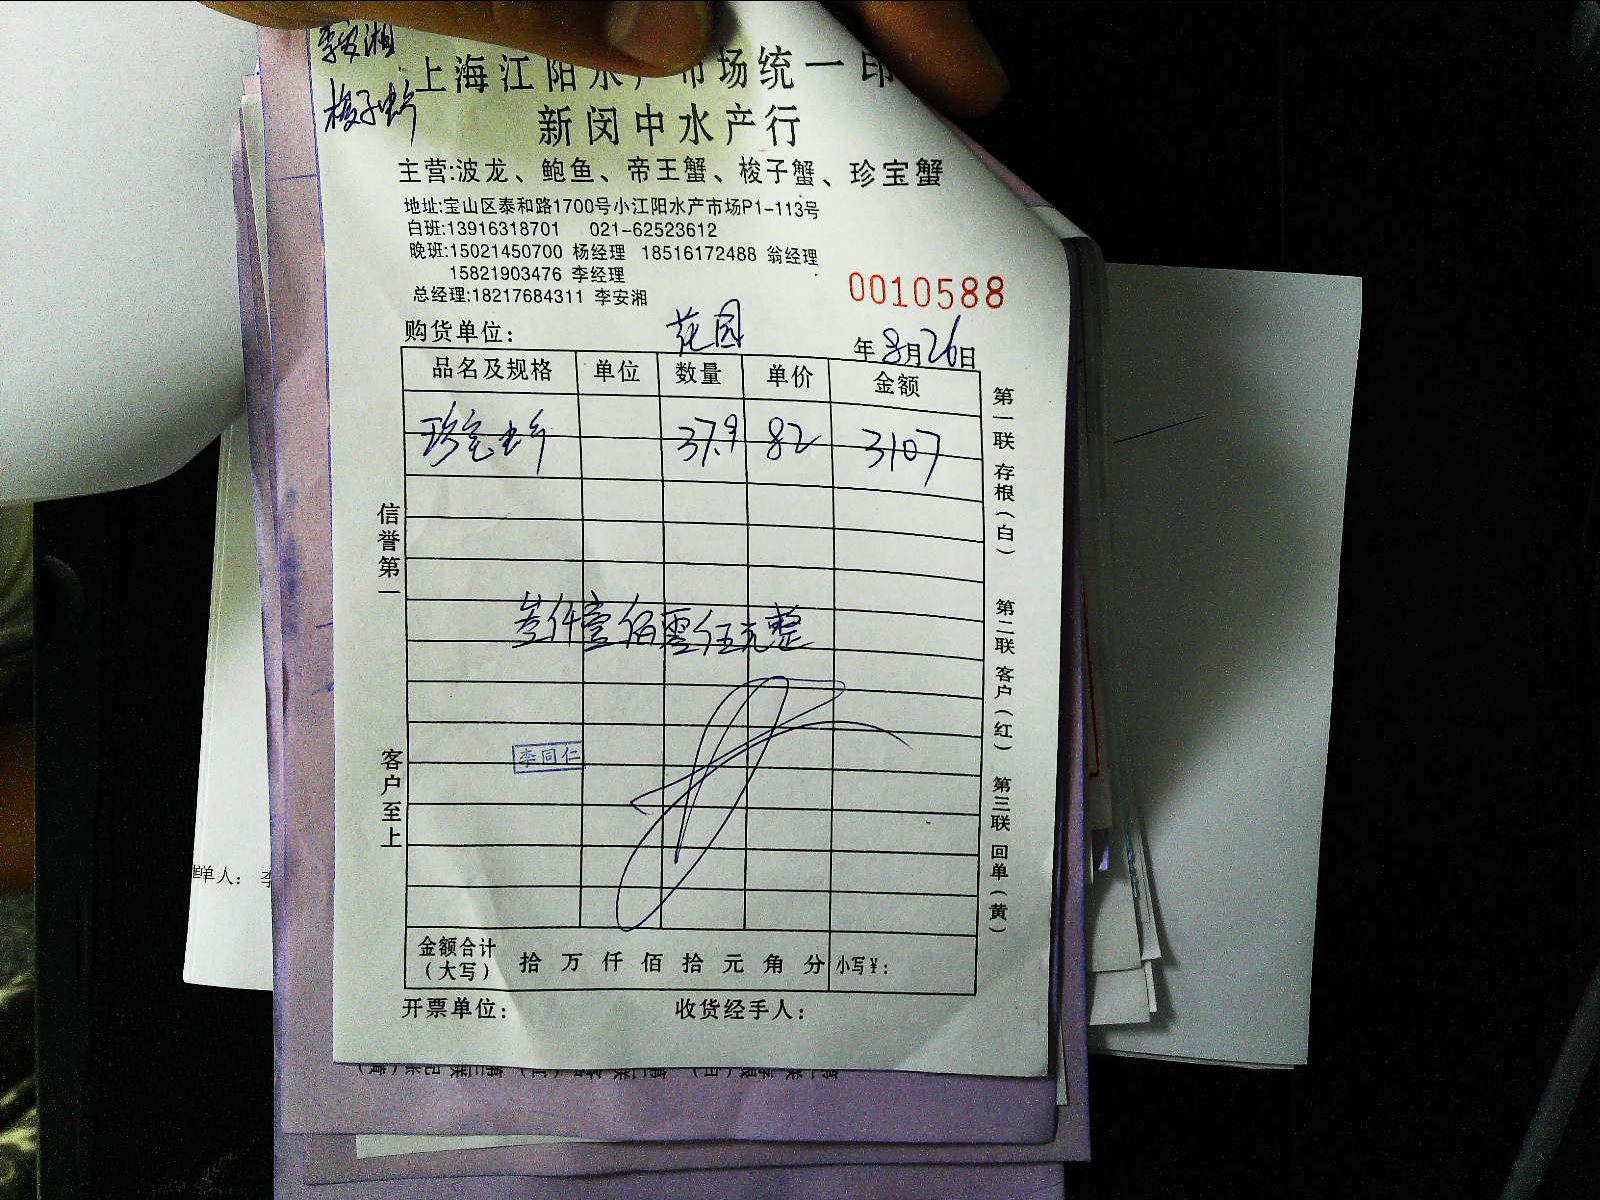 李安湘
梭子蟹
上海江阳水产市场统一印
新闵中水产行
主营:波龙、鲍鱼、帝王蟹、梭子蟹、珍宝蟹
地址:宝山区泰和路1700号小江阳水产市场P1-113号
白班:13916318701 021-62523612
晚班:15021450700 杨经理 18516172488 翁经理
15821903476 李经理
总经理:18217684311 李安湘
0010588
购货单位: 花园 年8月26日
品名及规格 单位 数量 单价 金额
珍宝蟹 37.9 82 3107
叁仟壹佰零伍元整
李同仁
金额合计(大写) 拾 万 仟 佰 拾 元 角 分 小写¥:
开票单位: 收货经手人:
信誉第一
客户至上
第一联 存根(白)
第二联 客户(红)
第三联 回单(黄)
单人: 李